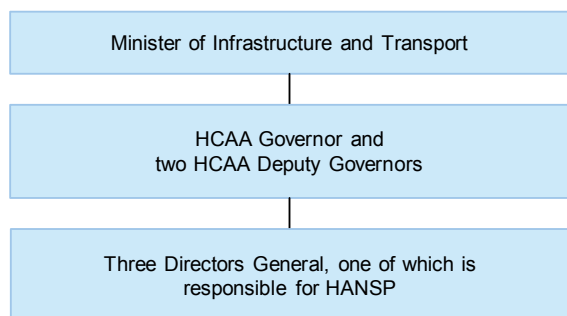 Minister of Infrastructure and Transport
HCAA Governor and
two HCAA Deputy Governors
Three Directors General, one of which is
responsible for HANSP